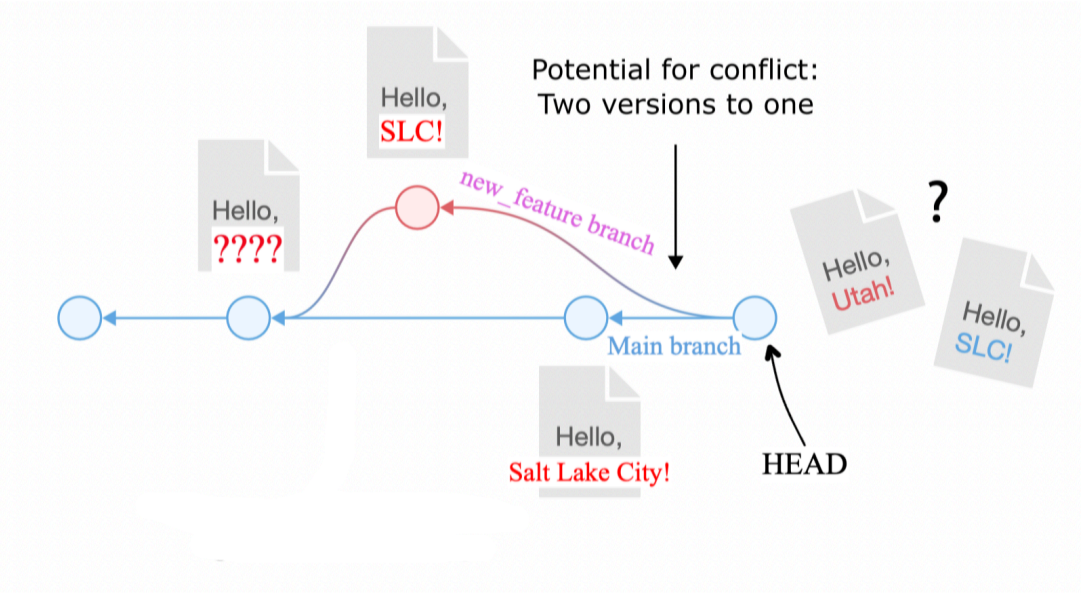 Hello,
SLC!
Potential for conflict:
Two versions to one
Hello,
????
new_feature branch
?
Hello,
Utah!
Hello,
SLC!
Main branch
Hello,
Salt Lake City!
HEAD